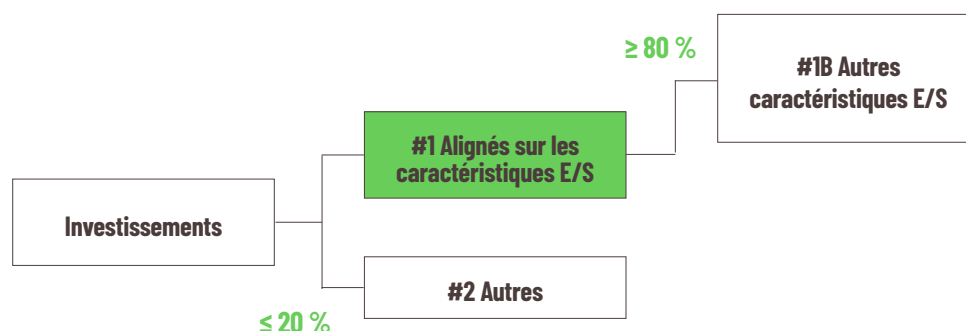 ≥ 80 %
#1B Autres
caractéristiques E/S
#1 Alignés sur les
caractéristiques E/S
Investissements
#2 Autres
≤ 20 %